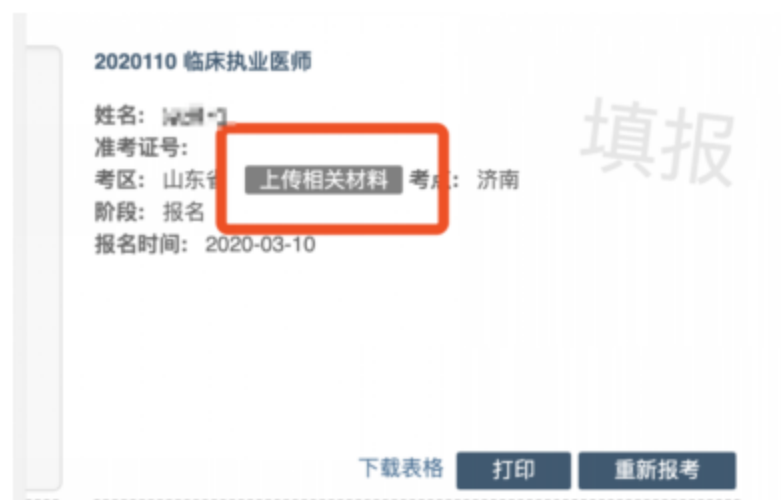 2020110 临床执业医师
姓名：
填报
准考证号：
考区： 山东省 上传相关材料 考点： 济南
阶段： 报名
报名时间： 2020-03-10
下载表格 打印 重新报考